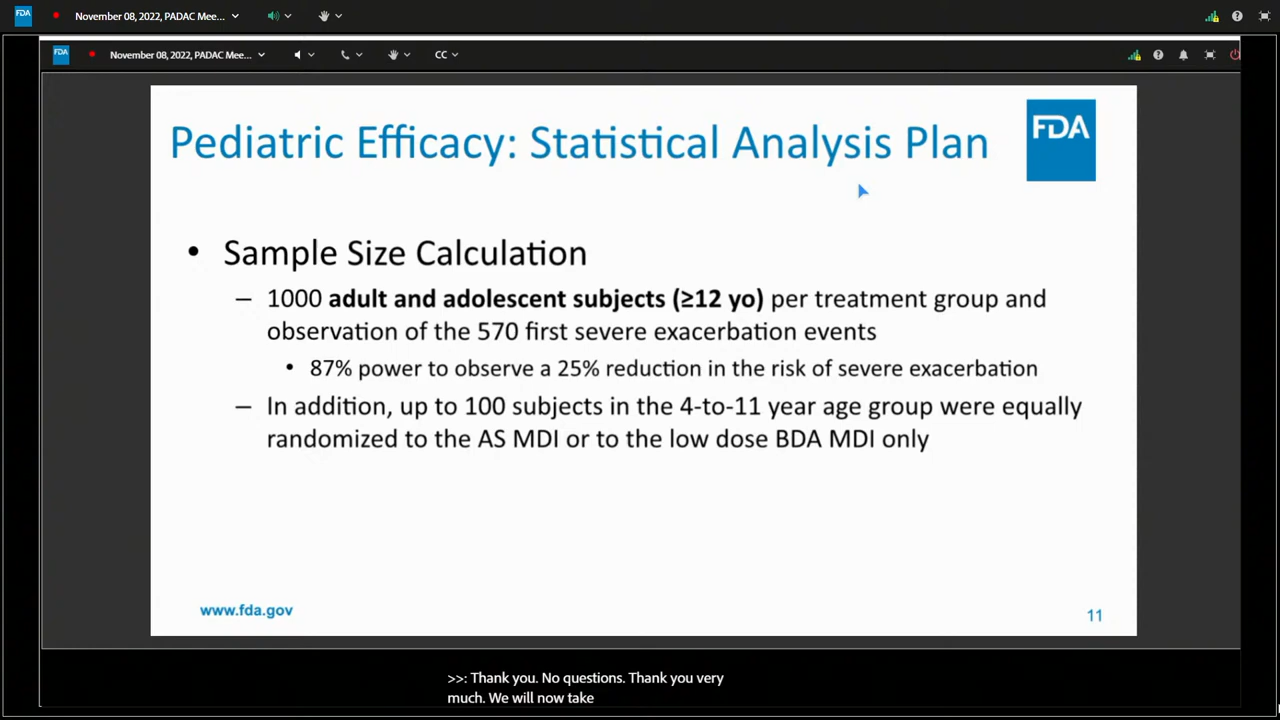 FDA November 08, 2022, PADAC Mee...
FDA November 08, 2022, PADAC Mee... CC
Pediatric Efficacy: Statistical Analysis Plan
FDA
• Sample Size Calculation
– 1000 adult and adolescent subjects (≥12 yo) per treatment group and
observation of the 570 first severe exacerbation events
• 87% power to observe a 25% reduction in the risk of severe exacerbation
– In addition, up to 100 subjects in the 4-to-11 year age group were equally
randomized to the AS MDI or to the low dose BDA MDI only
www.fda.gov
11
>>: Thank you. No questions. Thank you very
much. We will now take